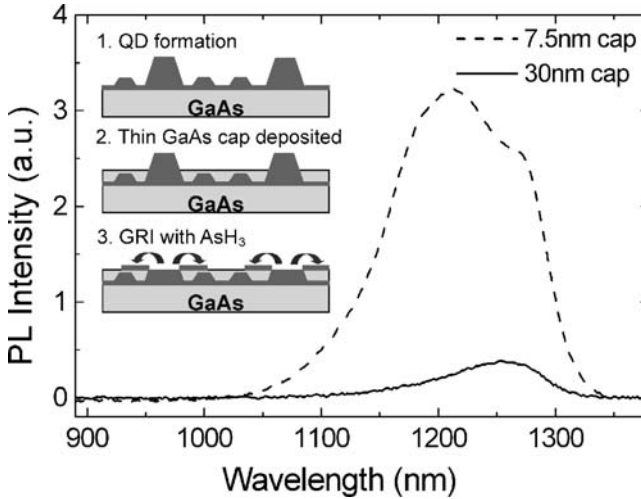 4
3
2
1
0
PL Intensity (a.u.)
1. QD formation
GaAs
2. Thin GaAs cap deposited
3. GRI with AsH₃
GaAs
7.5nm cap
30nm cap
900 1000 1100 1200 1300
Wavelength (nm)